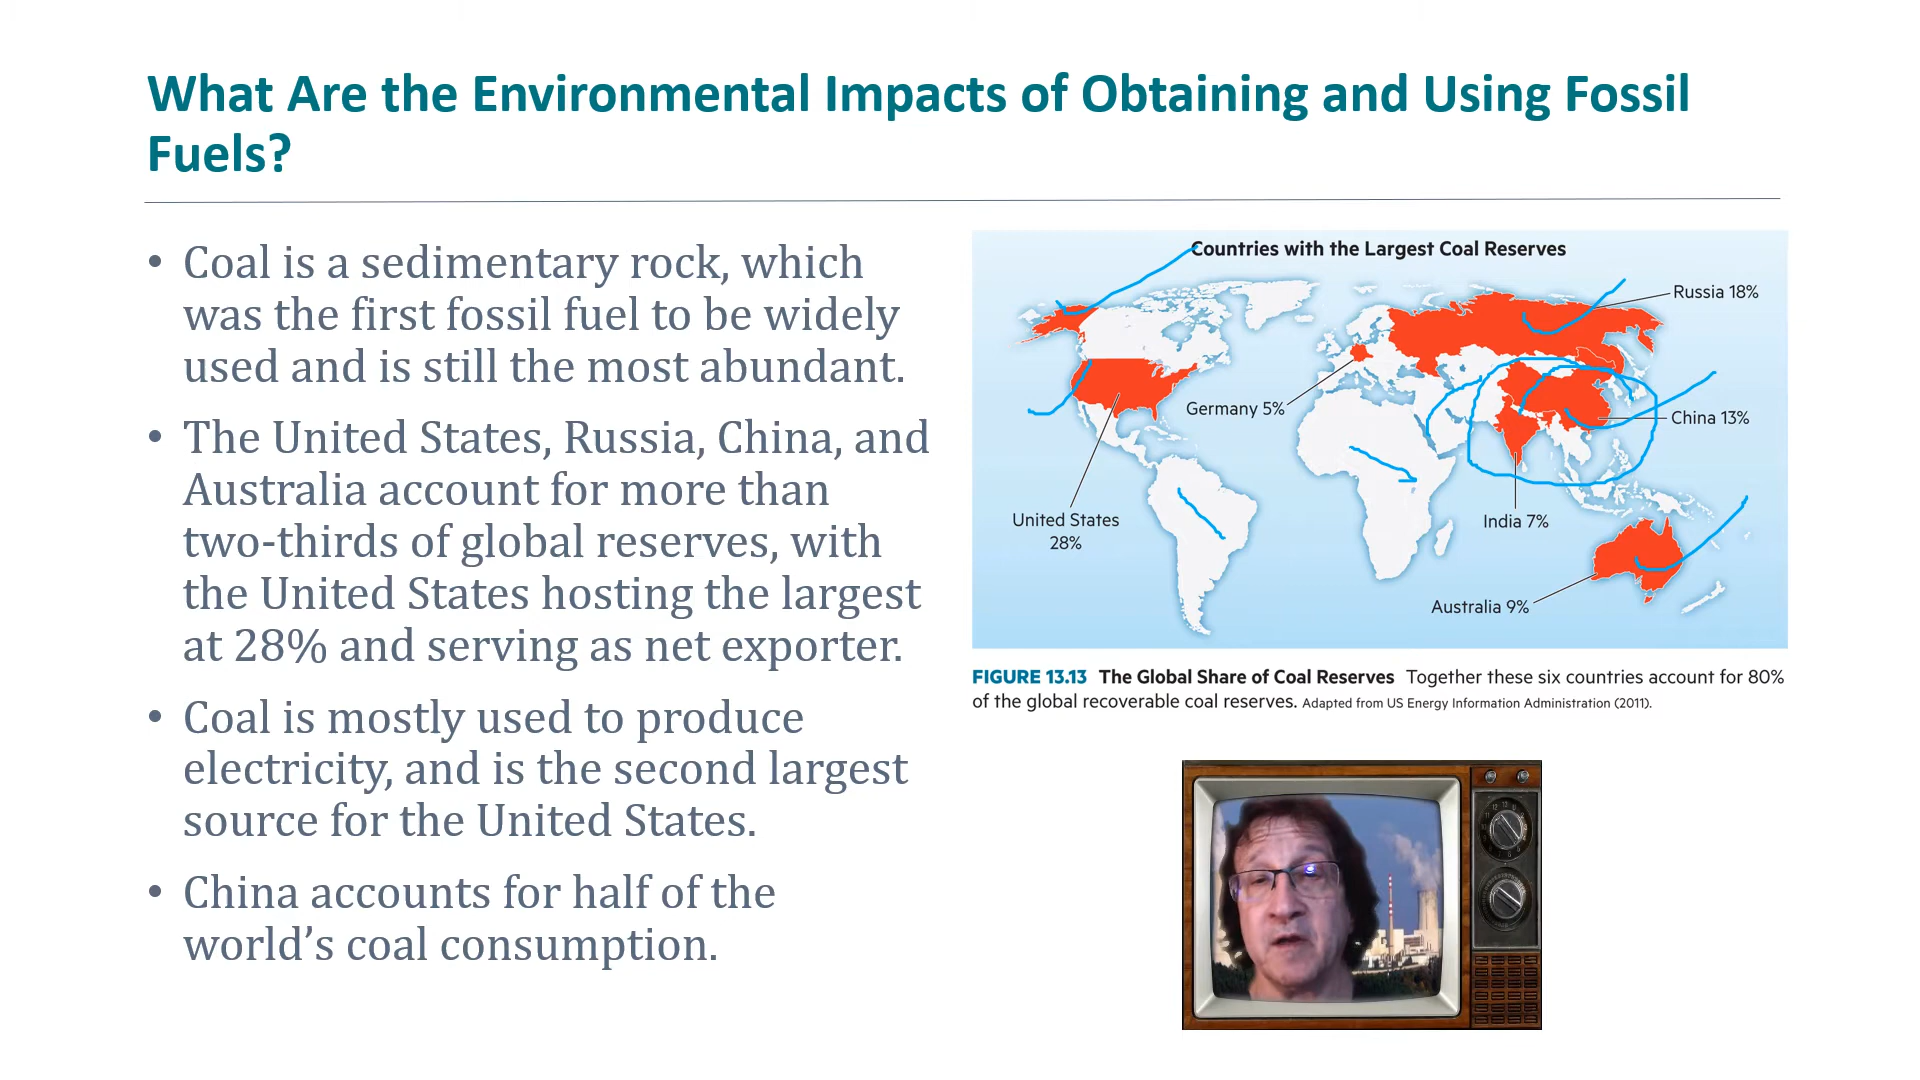 What Are the Environmental Impacts of Obtaining and Using Fossil
Fuels?
• Coal is a sedimentary rock, which
was the first fossil fuel to be widely
used and is still the most abundant.
• The United States, Russia, China, and
Australia account for more than
two-thirds of global reserves, with
the United States hosting the largest
at 28% and serving as net exporter.
• Coal is mostly used to produce
electricity, and is the second largest
source for the United States.
• China accounts for half of the
world’s coal consumption.
Countries with the Largest Coal Reserves
Russia 18%
Germany 5%
China 13%
United States
28%
India 7%
Australia 9%
FIGURE 13.13 The Global Share of Coal Reserves Together these six countries account for 80%
of the global recoverable coal reserves. Adapted from US Energy Information Administration (2011).